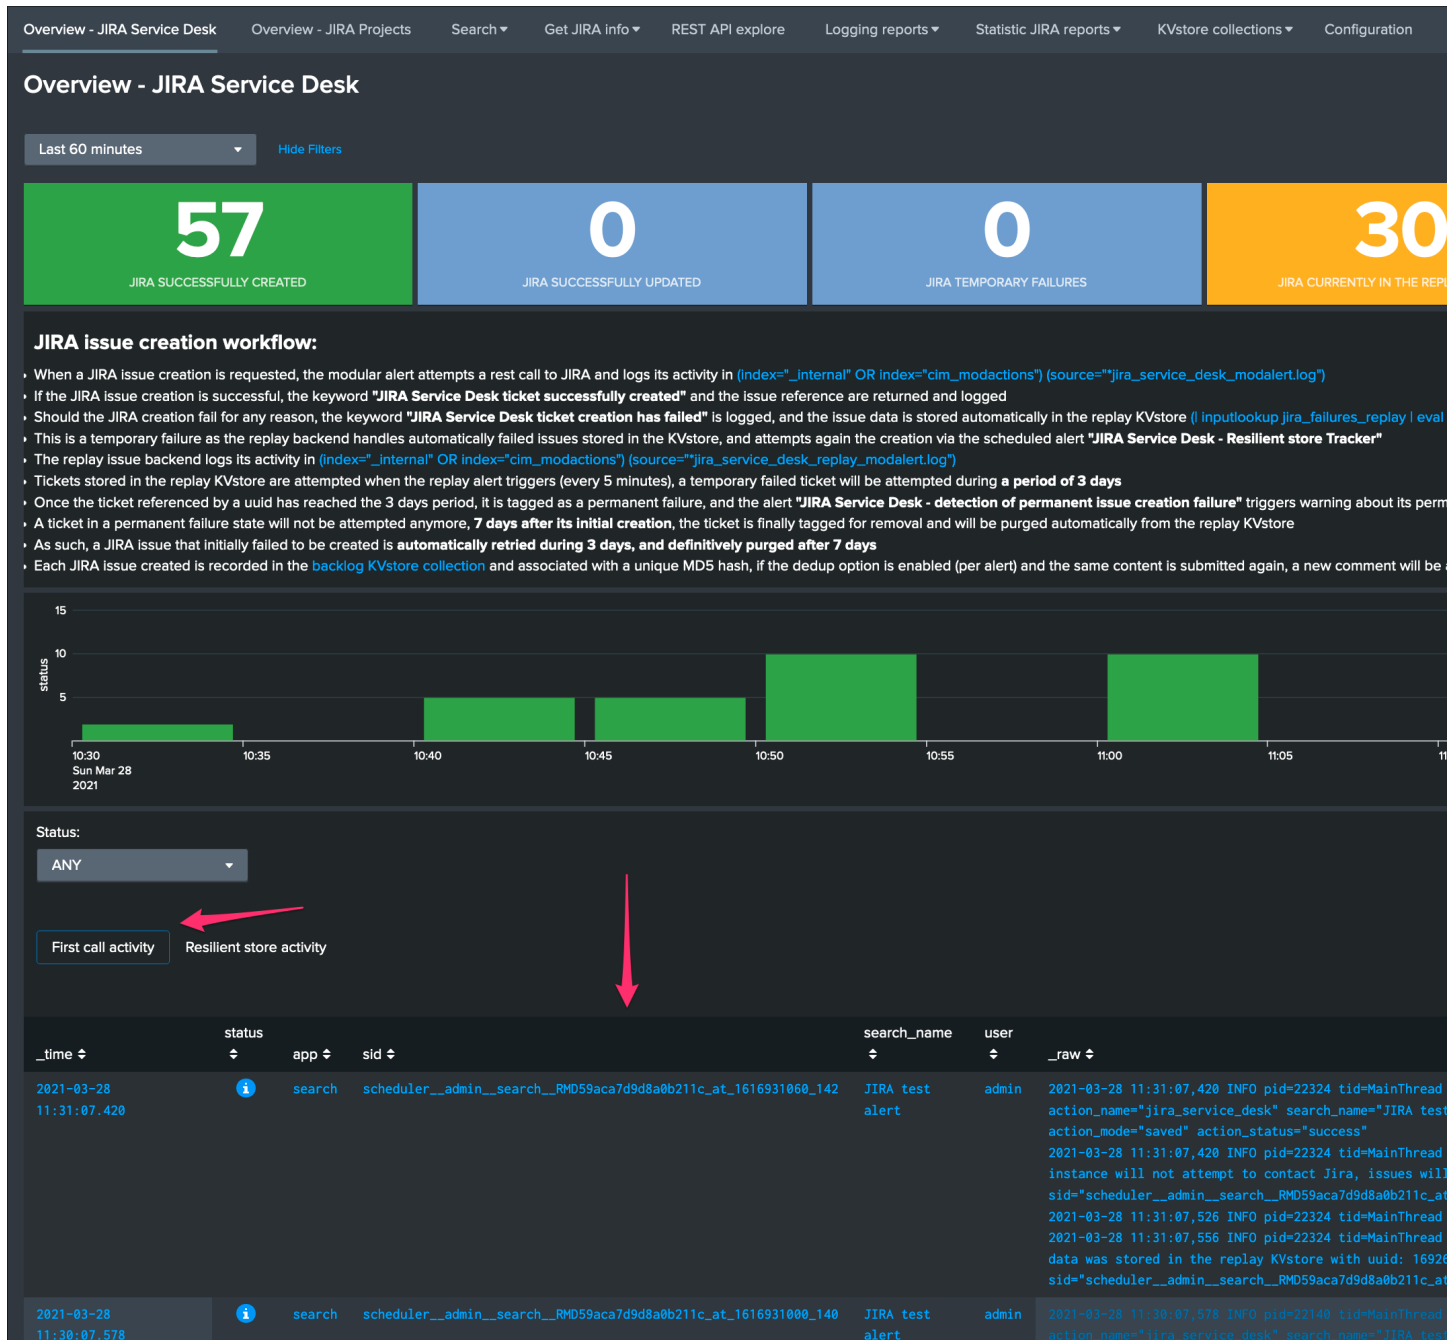 Overview - JIRA Service Desk
Overview - JIRA Projects
Search
Get JIRA info
REST API explore
Logging reports
Statistic JIRA reports
KVstore collections
Configuration
Overview - JIRA Service Desk
Last 60 minutes
Hide Filters
57
JIRA SUCCESSFULLY CREATED
0
JIRA SUCCESSFULLY UPDATED
0
JIRA TEMPORARY FAILURES
30
JIRA CURRENTLY IN THE REPL
JIRA issue creation workflow:
• When a JIRA issue creation is requested, the modular alert attempts a rest call to JIRA and logs its activity in (index="_internal" OR index="cim_modactions") (source="*jira_service_desk_modalert.log")
• If the JIRA issue creation is successful, the keyword "JIRA Service Desk ticket successfully created" and the issue reference are returned and logged
• Should the JIRA creation fail for any reason, the keyword "JIRA Service Desk ticket creation has failed" is logged, and the issue data is stored automatically in the replay KVstore (| inputlookup jira_failures_replay | eval
• This is a temporary failure as the replay backend handles automatically failed issues stored in the KVstore, and attempts again the creation via the scheduled alert "JIRA Service Desk - Resilient store Tracker"
• The replay issue backend logs its activity in (index="_internal" OR index="cim_modactions") (source="*jira_service_desk_replay_modalert.log")
• Tickets stored in the replay KVstore are attempted when the replay alert triggers (every 5 minutes), a temporary failed ticket will be attempted during a period of 3 days
• Once the ticket referenced by a uuid has reached the 3 days period, it is tagged as a permanent failure, and the alert "JIRA Service Desk - detection of permanent issue creation failure" triggers warning about its perm
• A ticket in a permanent failure state will not be attempted anymore, 7 days after its initial creation, the ticket is finally tagged for removal and will be purged automatically from the replay KVstore
• As such, a JIRA issue that initially failed to be created is automatically retried during 3 days, and definitively purged after 7 days
• Each JIRA issue created is recorded in the backlog KVstore collection and associated with a unique MD5 hash, if the dedup option is enabled (per alert) and the same content is submitted again, a new comment will be
15
10
5
status
10:30
Sun Mar 28
2021
10:35
10:40
10:45
10:50
10:55
11:00
11:05
11
Status:
ANY
First call activity
Resilient store activity
_time
status
app
sid
search_name
user
_raw
2021-03-28
11:31:07.420
search
scheduler__admin__search__RMD59aca7d9d8a0b211c_at_1616931060_142
JIRA test
alert
admin
2021-03-28 11:31:07,420 INFO pid=22324 tid=MainThread
action_name="jira_service_desk" search_name="JIRA test
action_mode="saved" action_status="success"
2021-03-28 11:31:07,420 INFO pid=22324 tid=MainThread
instance will not attempt to contact Jira, issues will
sid="scheduler__admin__search__RMD59aca7d9d8a0b211c_at
2021-03-28 11:31:07,526 INFO pid=22324 tid=MainThread
2021-03-28 11:31:07,556 INFO pid=22324 tid=MainThread
data was stored in the replay KVstore with uuid: 16926
sid="scheduler__admin__search__RMD59aca7d9d8a0b211c_at
2021-03-28
11:30:07.578
search
scheduler__admin__search__RMD59aca7d9d8a0b211c_at_1616931000_140
JIRA test
alert
admin
2021-03-28 11:30:07,578 INFO pid=22140 tid=MainThread
action_name="jira_service_desk" search_name="JIRA test